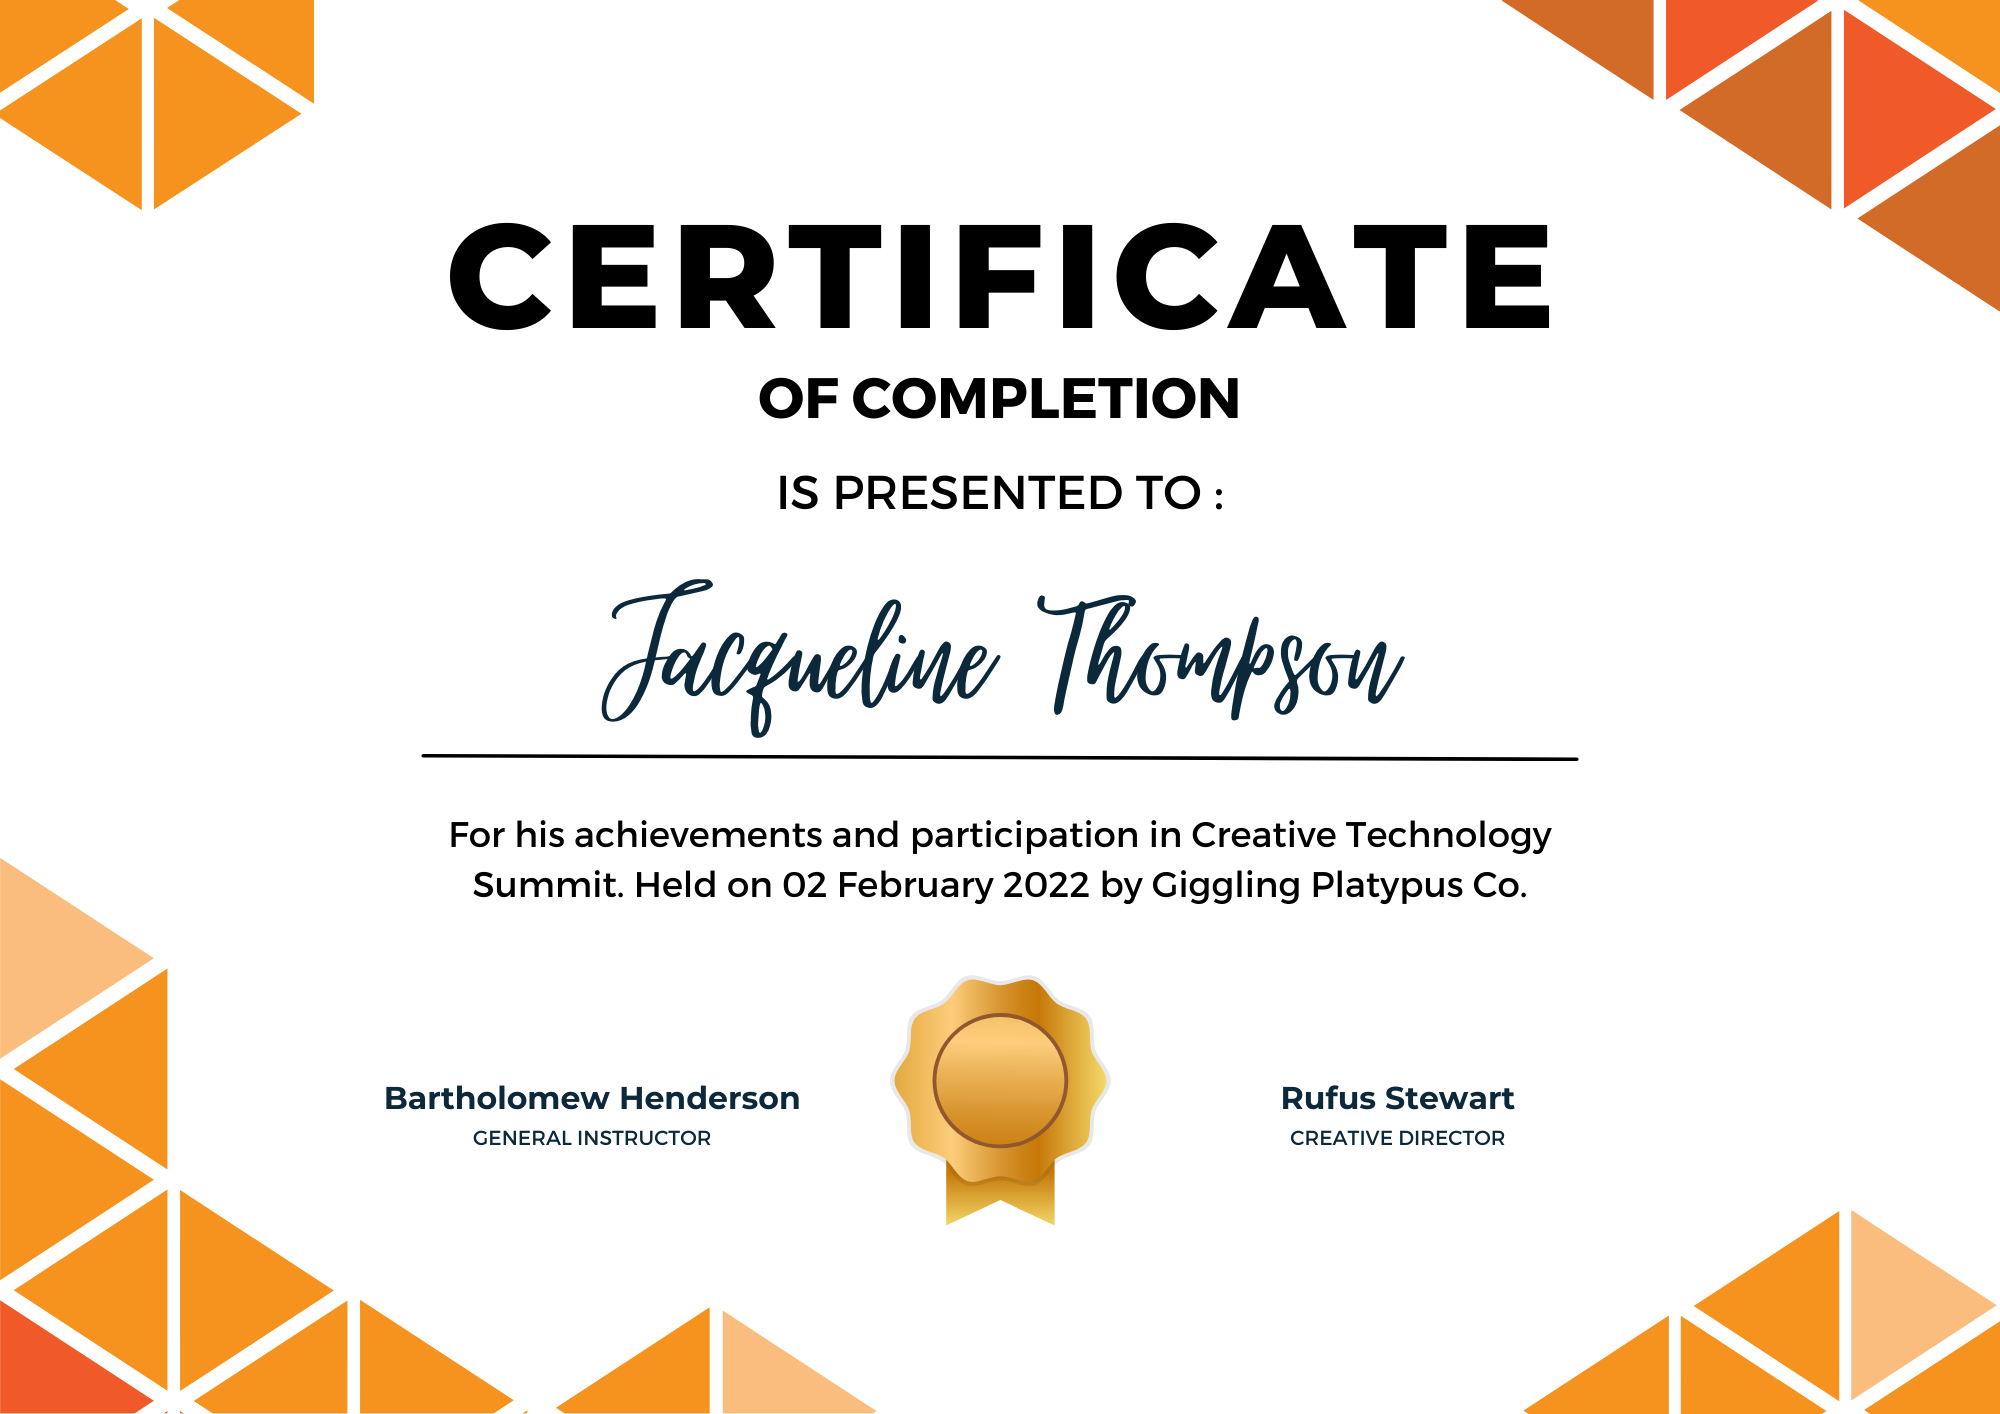 CERTIFICATE
OF COMPLETION
IS PRESENTED TO :
Jacqueline Thompson
For his achievements and participation in Creative Technology
Summit. Held on 02 February 2022 by Giggling Platypus Co.
Bartholomew Henderson
GENERAL INSTRUCTOR
Rufus Stewart
CREATIVE DIRECTOR